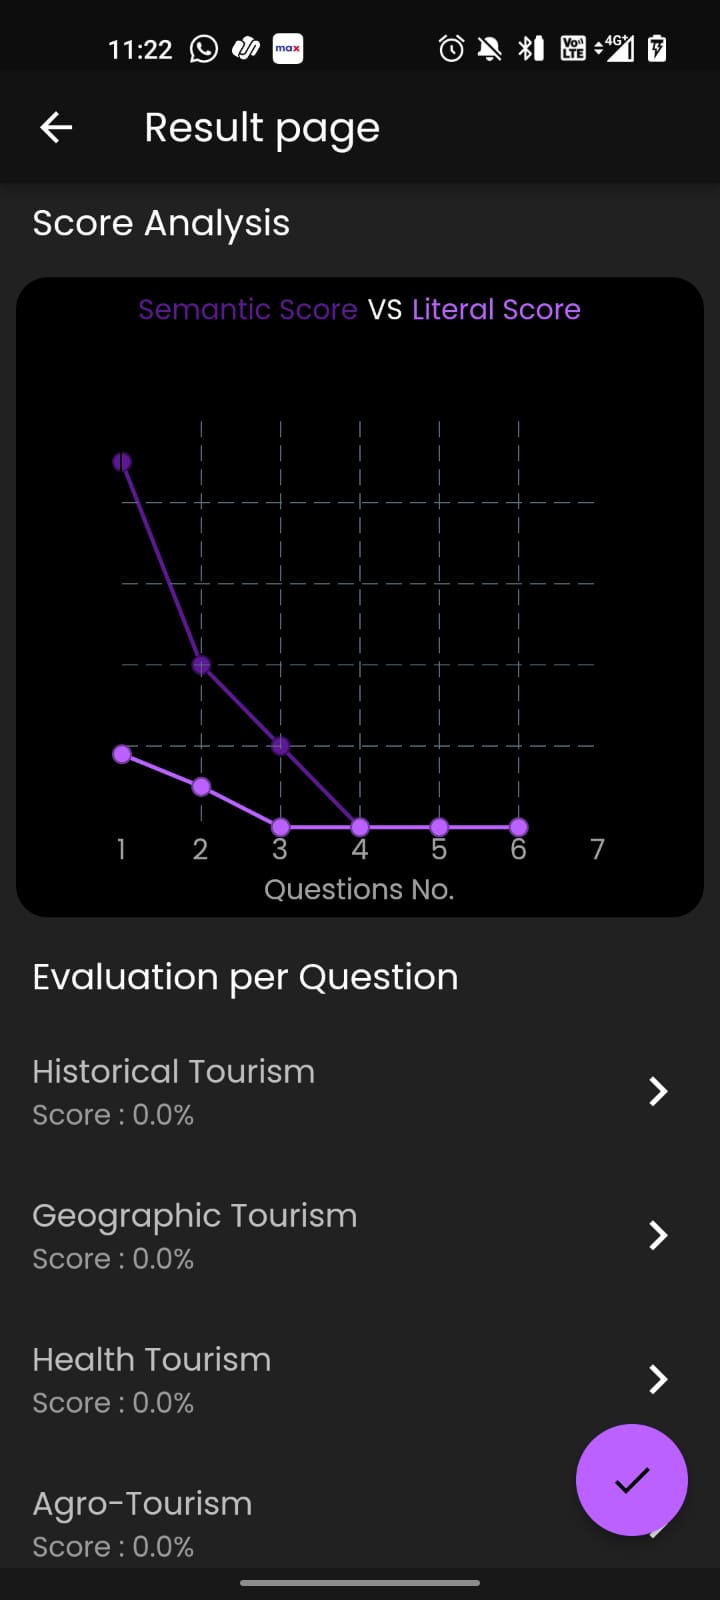 11:22 max VoLTE 4G+
Result page
Score Analysis
Semantic Score VS Literal Score
1 2 3 4 5 6 7
Questions No.
Evaluation per Question
Historical Tourism
Score : 0.0%
Geographic Tourism
Score : 0.0%
Health Tourism
Score : 0.0%
Agro-Tourism
Score : 0.0%